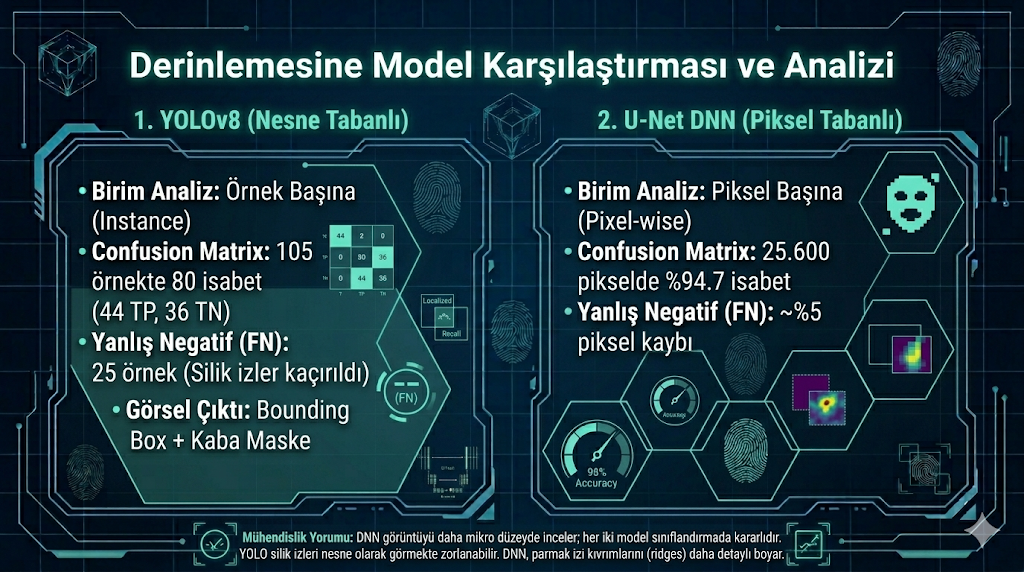 Derinlemesine Model Karşılaştırması ve Analizi
1. YOLOv8 (Nesne Tabanlı)
• Birim Analiz: Örnek Başına
(Instance)
• Confusion Matrix: 105
örnekte 80 isabet
(44 TP, 36 TN)
• Yanlış Negatif (FN):
25 örnek (Silik izler kaçırıldı)
• Görsel Çıktı: Bounding
Box + Kaba Maske
44 2 0
0 30 36
0 44 36
Localized
Recall
(FN)
2. U-Net DNN (Piksel Tabanlı)
• Birim Analiz: Piksel Başına
(Pixel-wise)
• Confusion Matrix: 25.600
pikselde %94.7 isabet
• Yanlış Negatif (FN): ~%5
piksel kaybı
98%
Accuracy
Mühendislik Yorumu: DNN görüntüyü daha mikro düzeyde inceler; her iki model sınıflandırmada kararlıdır.
YOLO silik izleri nesne olarak görmekte zorlanabilir. DNN, parmak izi kıvrımlarını (ridges) daha detaylı boyar.